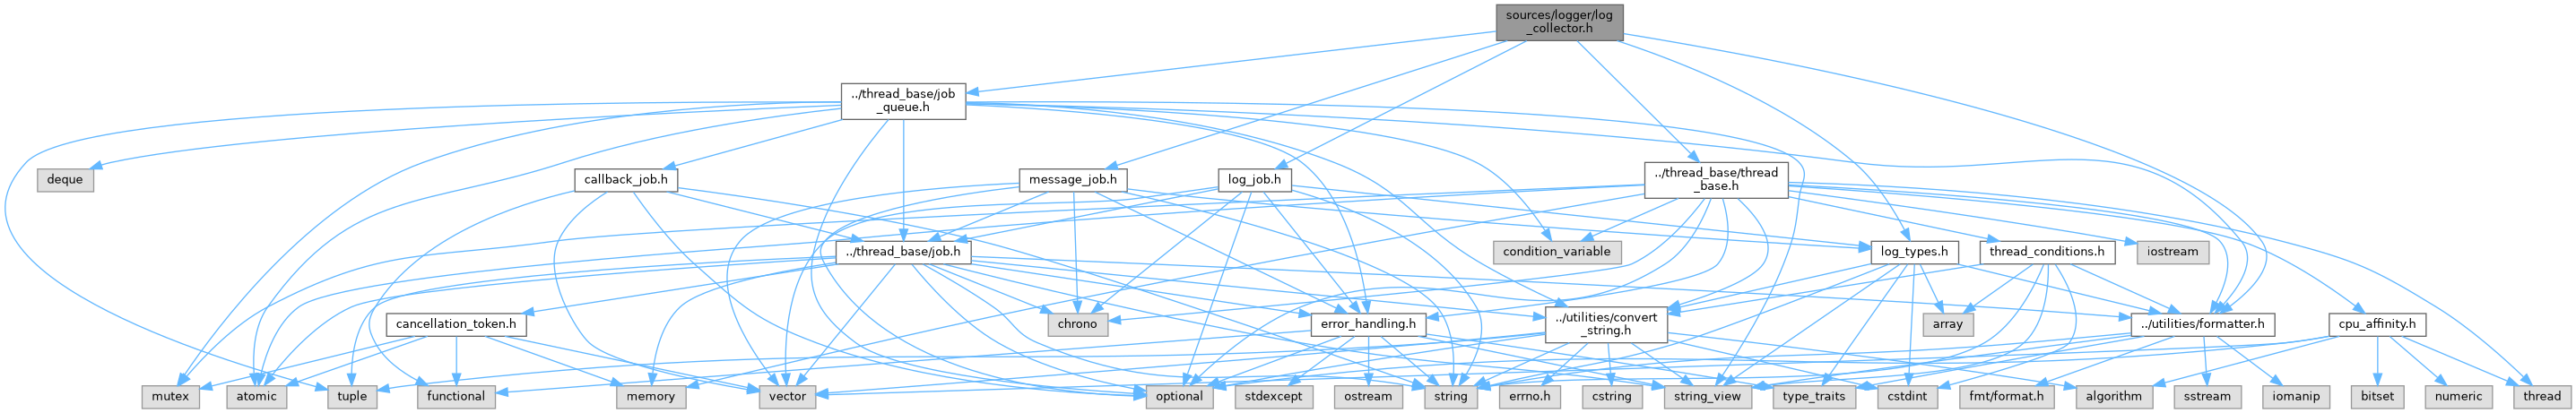 sources/logger/log
_collector.h
../thread_base/job
_queue.h
deque
callback_job.h
message_job.h
log_job.h
../thread_base/thread
_base.h
../thread_base/job.h
condition_variable
log_types.h
thread_conditions.h
iostream
cancellation_token.h
chrono
error_handling.h
../utilities/convert
_string.h
array
../utilities/formatter.h
cpu_affinity.h
mutex
atomic
tuple
functional
memory
vector
optional
stdexcept
ostream
string
errno.h
cstring
string_view
type_traits
cstdint
fmt/format.h
algorithm
sstream
iomanip
bitset
numeric
thread